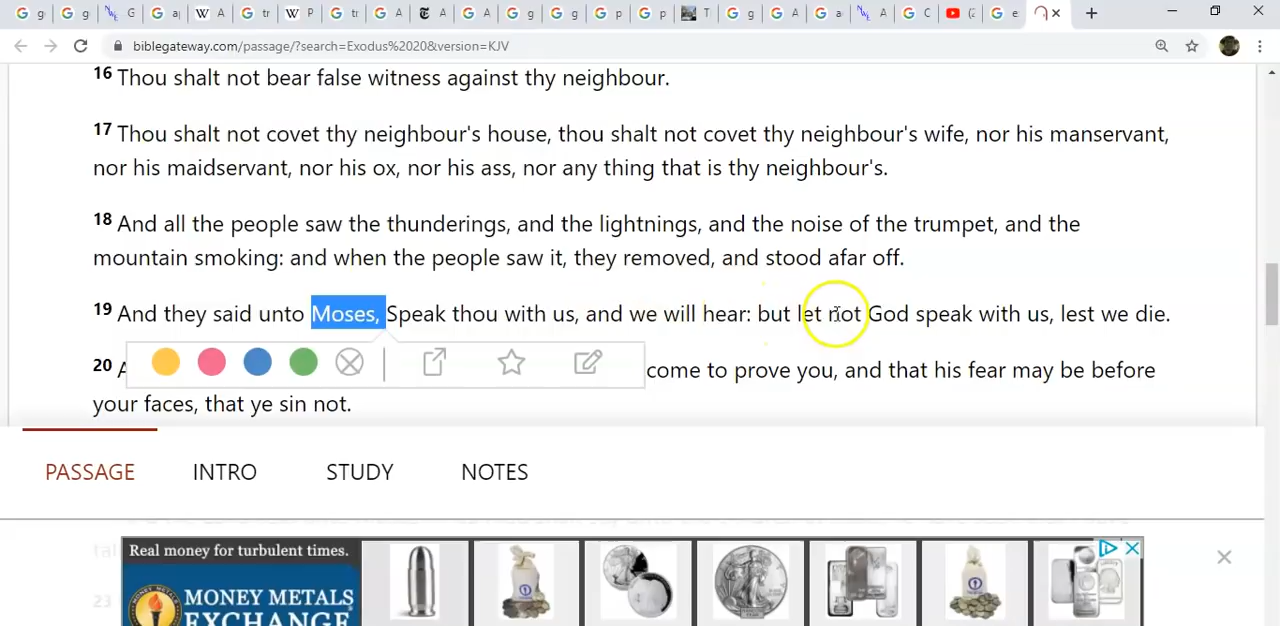 biblegateway.com/passage/?search=Exodus%2020&version=KJV
16 Thou shalt not bear false witness against thy neighbour.
17 Thou shalt not covet thy neighbour's house, thou shalt not covet thy neighbour's wife, nor his manservant,
nor his maidservant, nor his ox, nor his ass, nor any thing that is thy neighbour's.
18 And all the people saw the thunderings, and the lightnings, and the noise of the trumpet, and the
mountain smoking: and when the people saw it, they removed, and stood afar off.
19 And they said unto Moses, Speak thou with us, and we will hear: but let not God speak with us, lest we die.
20 come to prove you, and that his fear may be before
your faces, that ye sin not.
PASSAGE INTRO STUDY NOTES
Real money for turbulent times.
MONEY METALS
EXCHANGE
23